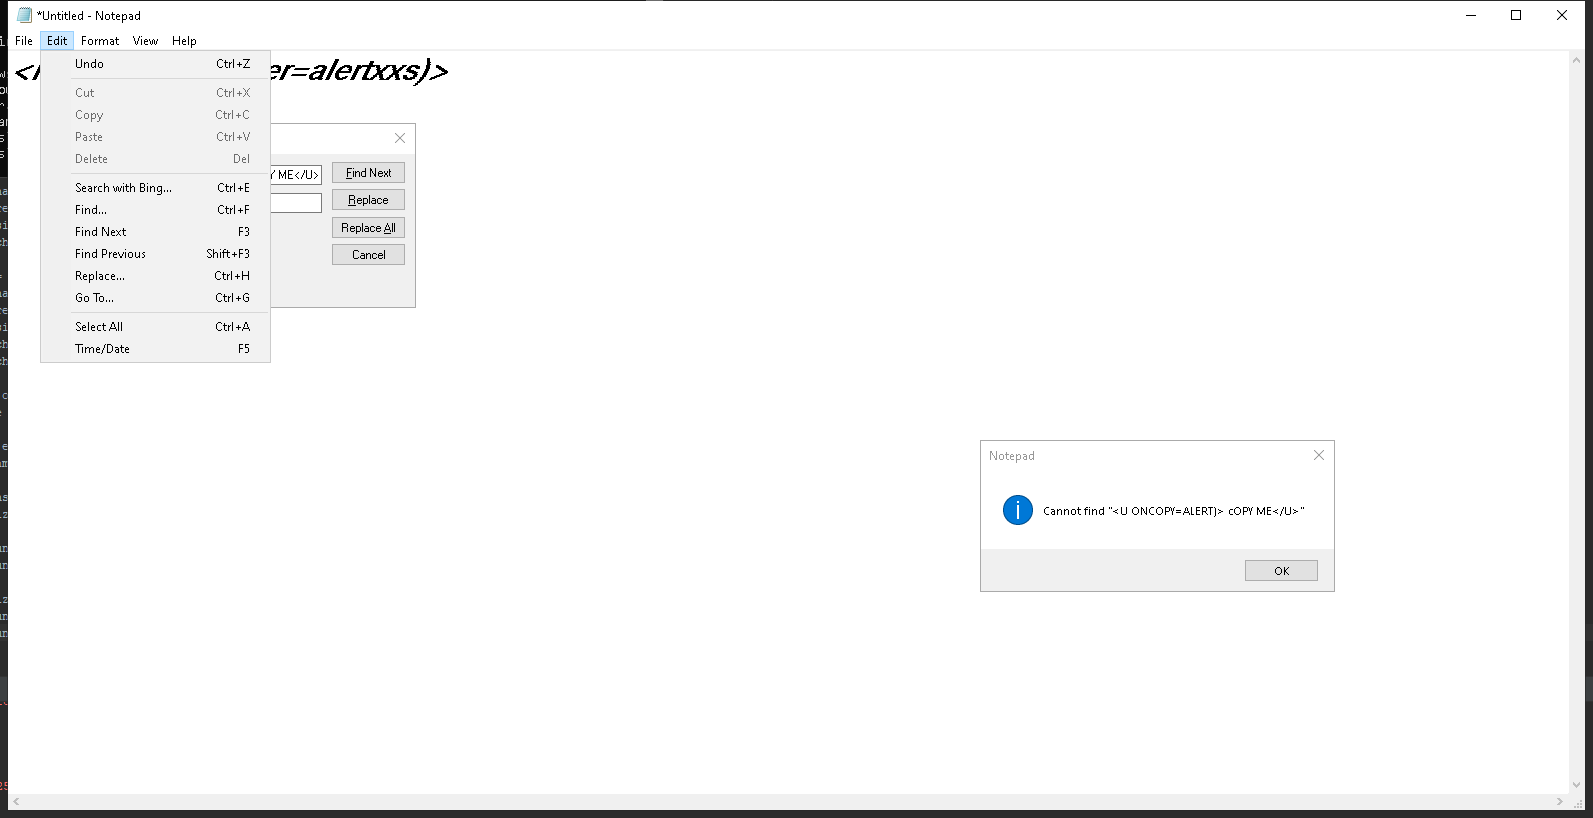 *Untitled - Notepad
File Edit Format View Help
er=alertxxs)>
Undo Ctrl+Z
Cut Ctrl+X
Copy Ctrl+C
Paste Ctrl+V
Delete Del
Search with Bing... Ctrl+E
Find... Ctrl+F
Find Next F3
Find Previous Shift+F3
Replace... Ctrl+H
Go To... Ctrl+G
Select All Ctrl+A
Time/Date F5
PY ME</U>
Find Next
Replace
Replace All
Cancel
Notepad
Cannot find "<U ONCOPY=ALERT)> cOPY ME</U>"
OK